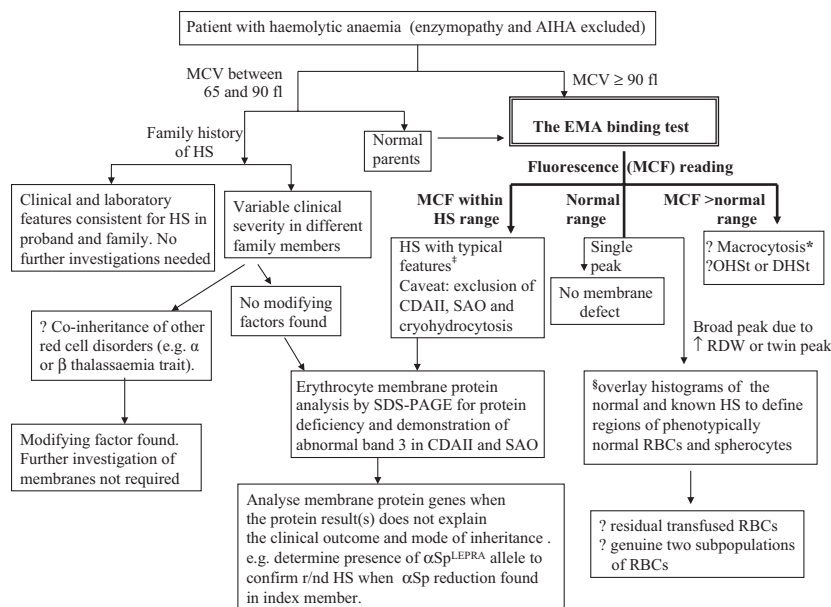 Patient with haemolytic anaemia (enzymopathy and AIHA excluded)
MCV between
65 and 90 fl
MCV ≥ 90 fl
Family history
of HS
Normal
parents
The EMA binding test
Fluorescence (MCF) reading
Clinical and laboratory
features consistent for HS in
proband and family. No
further investigations needed
Variable clinical
severity in different
family members
MCF within
HS range
Normal
range
MCF >normal
range
HS with typical
features‡
Caveat: exclusion of
CDAII, SAO and
cryohydrocytosis
Single
peak
? Macrocytosis*
?OHSt or DHSt
No membrane
defect
No modifying
factors found
? Co-inheritance of other
red cell disorders (e.g. α
or β thalassaemia trait).
Broad peak due to
↑ RDW or twin peak
Erythrocyte membrane protein
analysis by SDS-PAGE for protein
deficiency and demonstration of
abnormal band 3 in CDAII and SAO
§overlay histograms of the
normal and known HS to define
regions of phenotypically
normal RBCs and spherocytes
Modifying factor found.
Further investigation of
membranes not required
Analyse membrane protein genes when
the protein result(s) does not explain
the clinical outcome and mode of inheritance .
e.g. determine presence of αSpᴸᴱᴾᴿᴬ allele to
confirm r/nd HS when αSp reduction found
in index member.
? residual transfused RBCs
? genuine two subpopulations
of RBCs